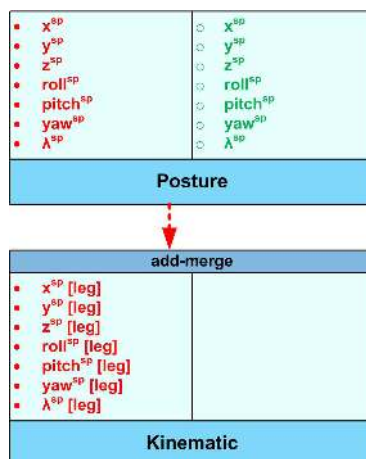 • x^sp
• y^sp
• z^sp
• roll^sp
• pitch^sp
• yaw^sp
• λ^sp
○ x^sp
○ y^sp
○ z^sp
○ roll^sp
○ pitch^sp
○ yaw^sp
○ λ^sp
Posture
add-merge
• x^sp [leg]
• y^sp [leg]
• z^sp [leg]
• roll^sp [leg]
• pitch^sp [leg]
• yaw^sp [leg]
• λ^sp [leg]
Kinematic